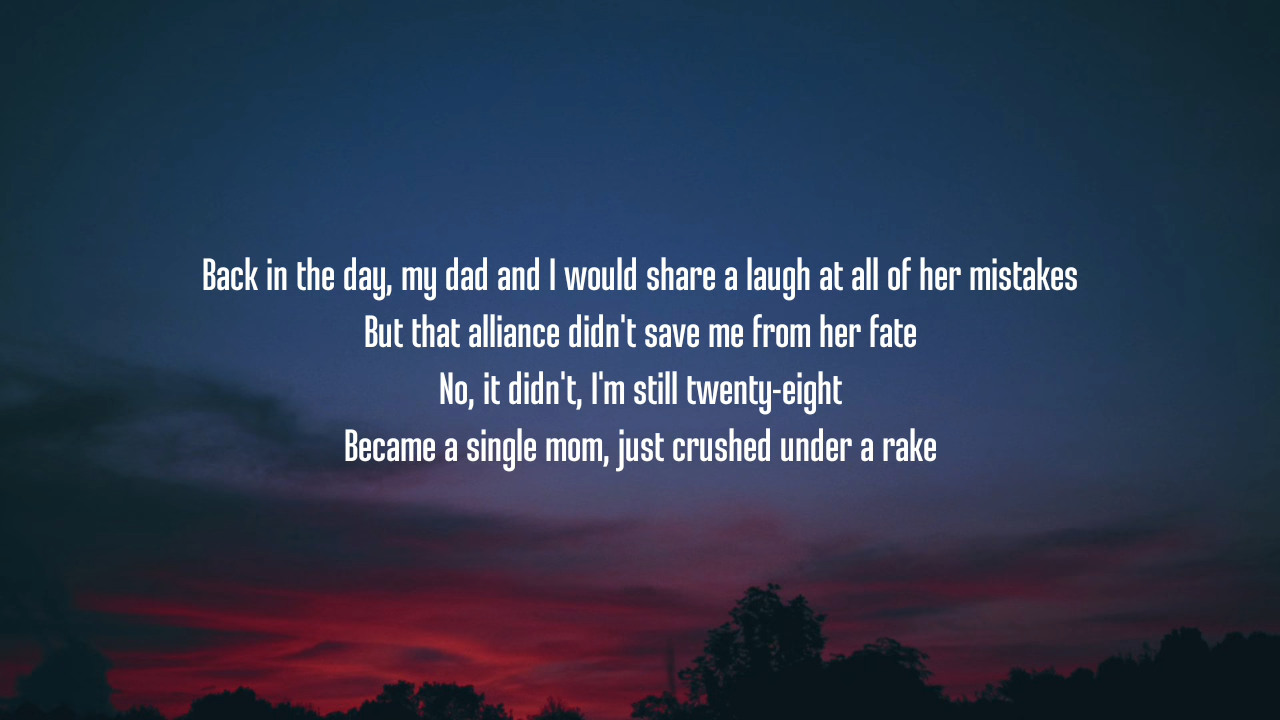 Back in the day, my dad and I would share a laugh at all of her mistakes
But that alliance didn't save me from her fate
No, it didn't, I'm still twenty-eight
Became a single mom, just crushed under a rake